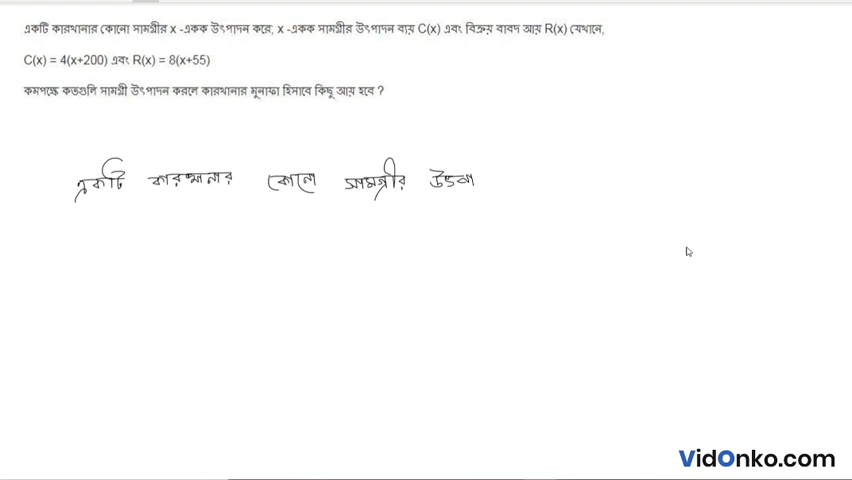 একটি কারখানার কোনো সামগ্রীর x -একক উৎপাদন করে; x -একক সামগ্রীর উৎপাদন ব্যয় C(x) এবং বিক্রয় বাবদ আয় R(x) যেখানে,
C(x) = 4(x+200) এবং R(x) = 8(x+55)
কমপক্ষে কতগুলি সামগ্রী উৎপাদন করলে কারখানার মুনাফা হিসাবে কিছু আয় হবে ?
একটি কারখানার কোনো সামগ্রীর উৎপা
VidOnko.com